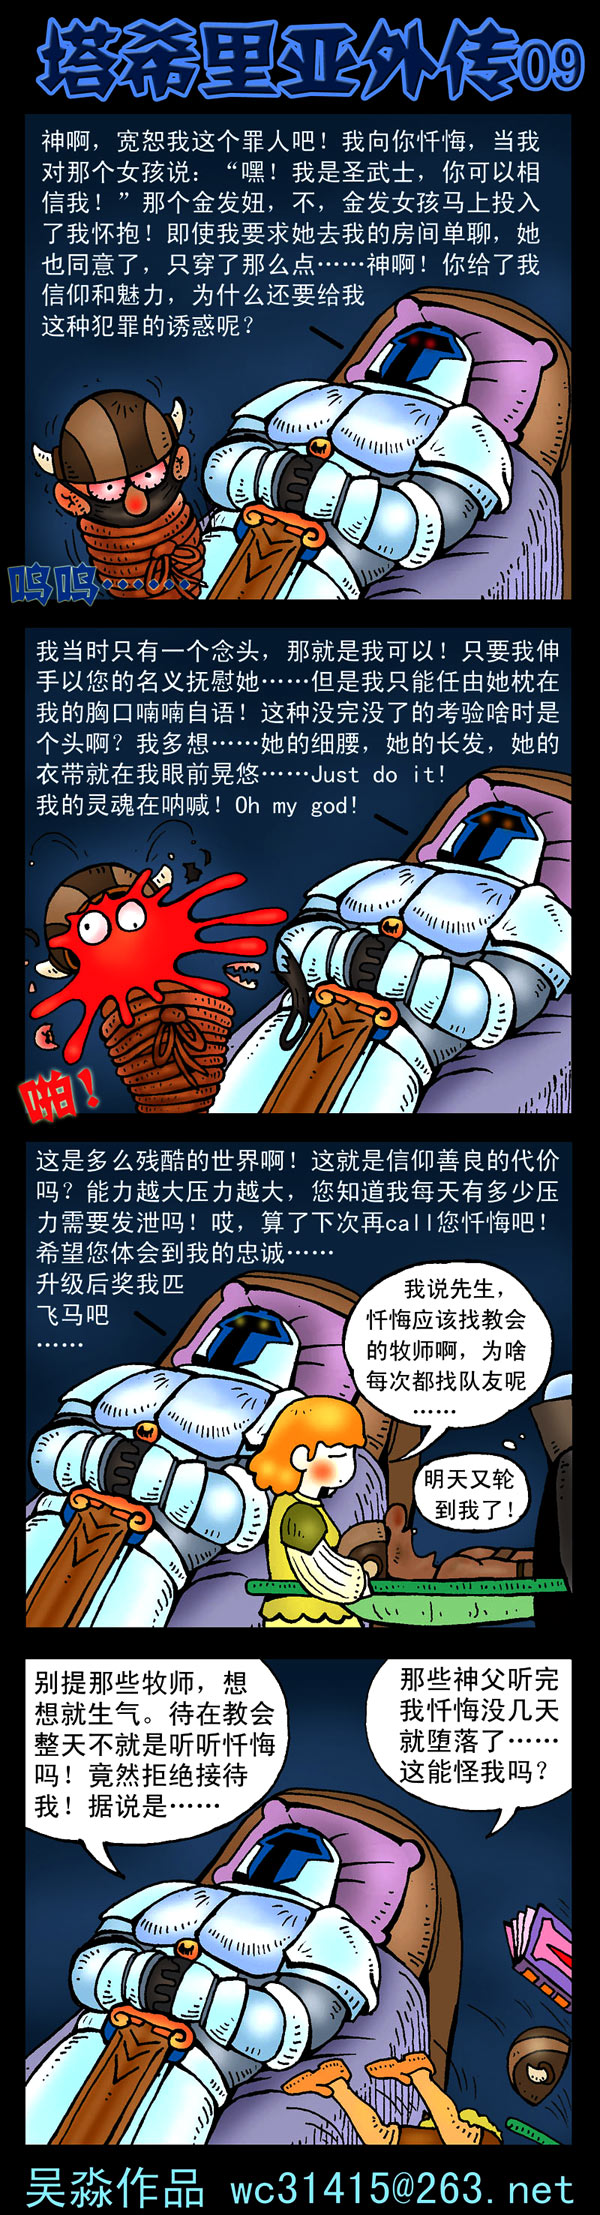 塔希里亚外传09
神啊，宽恕我这个罪人吧！我向你忏悔，当我
对那个女孩说：“嘿！我是圣武士，你可以相
信我！”那个金发妞，不，金发女孩马上投入
了我怀抱！即使我要求她去我的房间单聊，她
也同意了，只穿了那么点……神啊！你给了我
信仰和魅力，为什么还要给我
这种犯罪的诱惑呢？
呜呜……
我当时只有一个念头，那就是我可以！只要我伸
手以您的名义抚慰她……但是我只能任由她枕在
我的胸口喃喃自语！这种没完没了的考验啥时是
个头啊？我多想……她的细腰，她的长发，她的
衣带就在我眼前晃悠……Just do it!
我的灵魂在呐喊！Oh my god!
啪！
这是多么残酷的世界啊！这就是信仰善良的代价
吗？能力越大压力越大，您知道我每天有多少压
力需要发泄吗！哎，算了下次再call您忏悔吧！
希望您体会到我的忠诚……
升级后奖我匹
飞马吧
……
我说先生，
忏悔应该找教会
的牧师啊，为啥
每次都找队友呢
……
明天又轮
到我了！
别提那些牧师，想
想就生气。待在教会
整天不就是听听忏悔
吗！竟然拒绝接待
我！据说是……
那些神父听完
我忏悔没几天
就堕落了……
这能怪我吗？
吴淼作品 wc31415@263.net